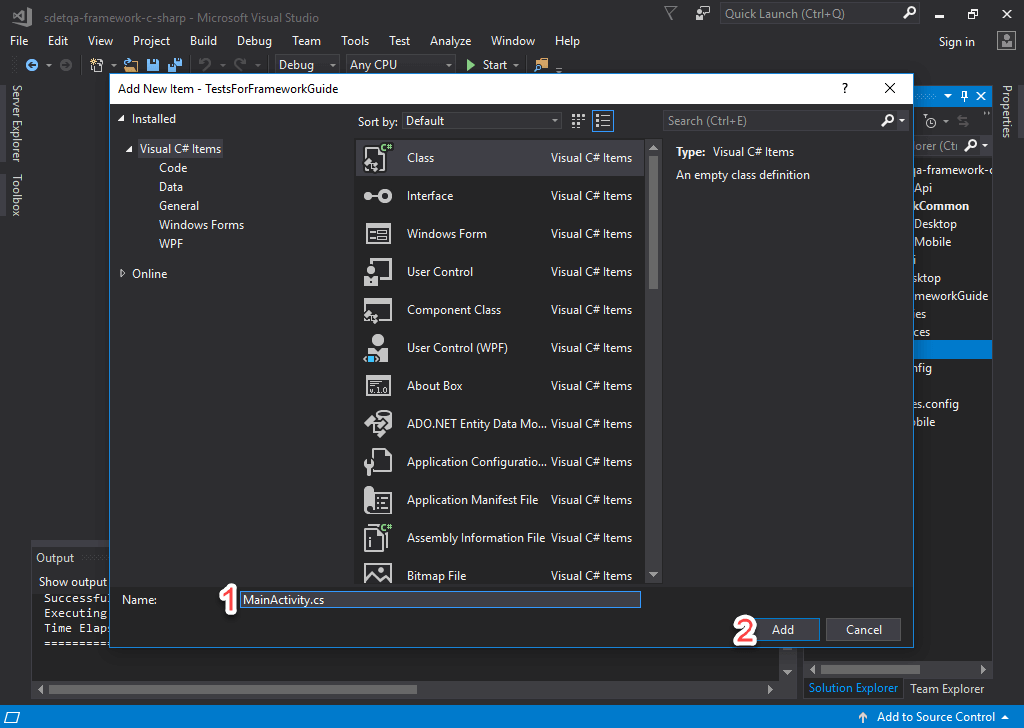 sdetqa-framework-c-sharp - Microsoft Visual Studio
Quick Launch (Ctrl+Q)
File Edit View Project Build Debug Team Tools Test Analyze Window Help
Sign in
Debug Any CPU Start
Server Explorer
Toolbox
Properties
Add New Item - TestsForFrameworkGuide ?
Installed
Visual C# Items
Code
Data
General
Windows Forms
WPF
Online
Sort by: Default
Search (Ctrl+E)
Class Visual C# Items
Interface Visual C# Items
Windows Form Visual C# Items
User Control Visual C# Items
Component Class Visual C# Items
User Control (WPF) Visual C# Items
About Box Visual C# Items
ADO.NET Entity Data Mo... Visual C# Items
Application Configuratio... Visual C# Items
Application Manifest File Visual C# Items
Assembly Information File Visual C# Items
Bitmap File Visual C# Items
Type: Visual C# Items
An empty class definition
orer (Ctr
qa-framework-c
Api
kCommon
Desktop
Mobile
i
sktop
meworkGuide
es
ces
nfig
es.config
bile
Output
Show output
Successful
Executing
Time Elaps
==========
Name: 1 MainActivity.cs
2 Add Cancel
Solution Explorer Team Explorer
Add to Source Control